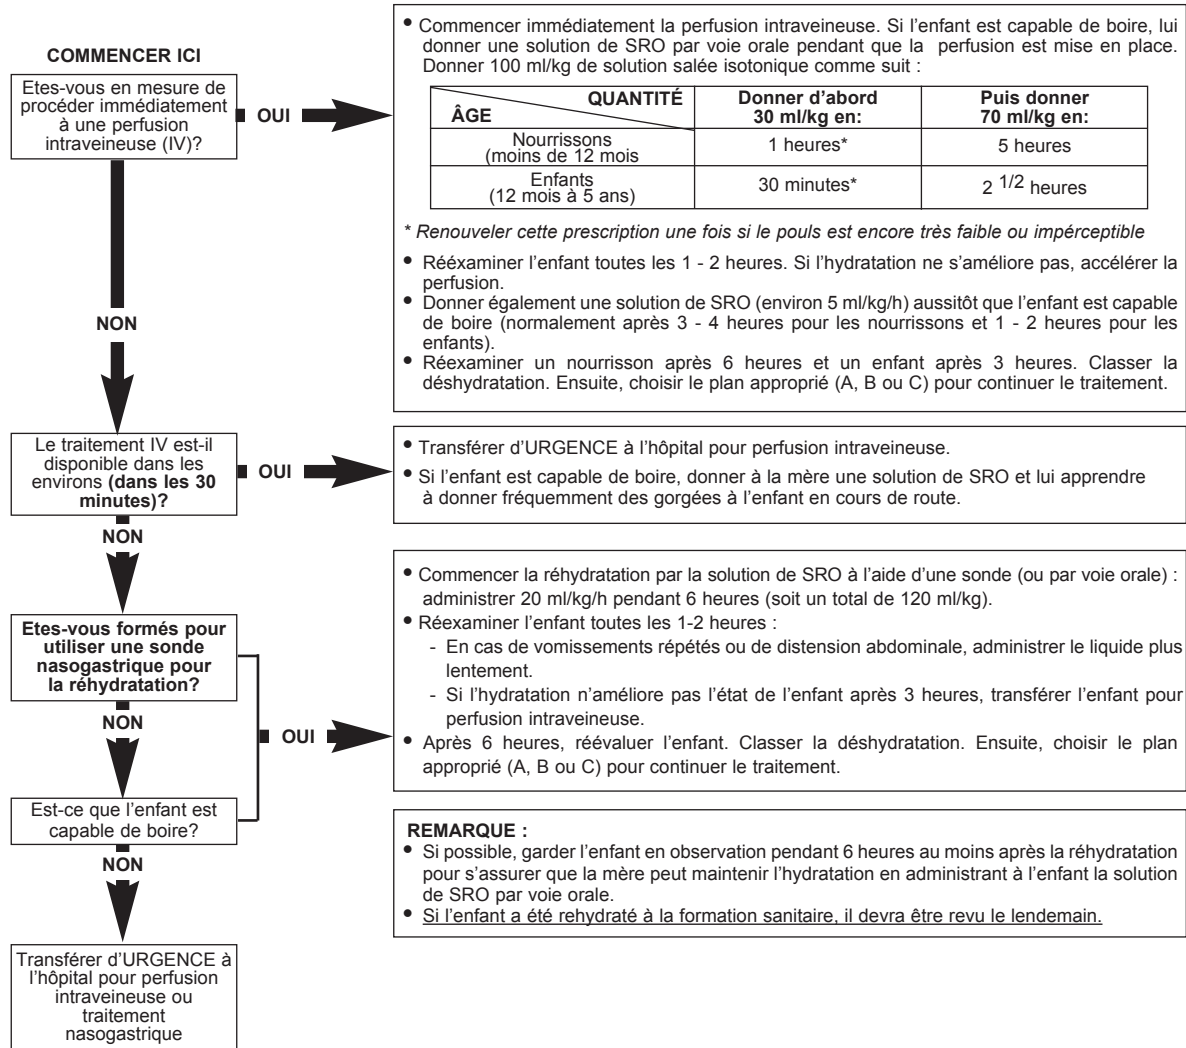 COMMENCER ICI
Etes-vous en mesure de
procéder immédiatement
à une perfusion
intraveineuse (IV)?
OUI
• Commencer immédiatement la perfusion intraveineuse. Si l’enfant est capable de boire, lui
donner une solution de SRO par voie orale pendant que la perfusion est mise en place.
Donner 100 ml/kg de solution salée isotonique comme suit :
QUANTITÉ
ÂGE
Donner d’abord
30 ml/kg en:
Puis donner
70 ml/kg en:
Nourrissons
(moins de 12 mois
1 heures*
5 heures
Enfants
(12 mois à 5 ans)
30 minutes*
2 1/2 heures
* Renouveler cette prescription une fois si le pouls est encore très faible ou impérceptible
• Rééxaminer l’enfant toutes les 1 - 2 heures. Si l’hydratation ne s’améliore pas, accélérer la
perfusion.
• Donner également une solution de SRO (environ 5 ml/kg/h) aussitôt que l’enfant est capable
de boire (normalement après 3 - 4 heures pour les nourrissons et 1 - 2 heures pour les
enfants).
• Réexaminer un nourrisson après 6 heures et un enfant après 3 heures. Classer la
déshydratation. Ensuite, choisir le plan approprié (A, B ou C) pour continuer le traitement.
NON
Le traitement IV est-il
disponible dans les
environs (dans les 30
minutes)?
OUI
• Transférer d’URGENCE à l’hôpital pour perfusion intraveineuse.
• Si l’enfant est capable de boire, donner à la mère une solution de SRO et lui apprendre
à donner fréquemment des gorgées à l’enfant en cours de route.
NON
Etes-vous formés pour
utiliser une sonde
nasogastrique pour
la réhydratation?
NON
Est-ce que l’enfant est
capable de boire?
OUI
• Commencer la réhydratation par la solution de SRO à l’aide d’une sonde (ou par voie orale) :
administrer 20 ml/kg/h pendant 6 heures (soit un total de 120 ml/kg).
• Réexaminer l’enfant toutes les 1-2 heures :
- En cas de vomissements répétés ou de distension abdominale, administrer le liquide plus
lentement.
- Si l’hydratation n’améliore pas l’état de l’enfant après 3 heures, transférer l’enfant pour
perfusion intraveineuse.
• Après 6 heures, réévaluer l’enfant. Classer la déshydratation. Ensuite, choisir le plan
approprié (A, B ou C) pour continuer le traitement.
NON
Transférer d’URGENCE à
l’hôpital pour perfusion
intraveineuse ou
traitement
nasogastrique
REMARQUE :
• Si possible, garder l’enfant en observation pendant 6 heures au moins après la réhydratation
pour s’assurer que la mère peut maintenir l’hydratation en administrant à l’enfant la solution
de SRO par voie orale.
• Si l’enfant a été rehydraté à la formation sanitaire, il devra être revu le lendemain.